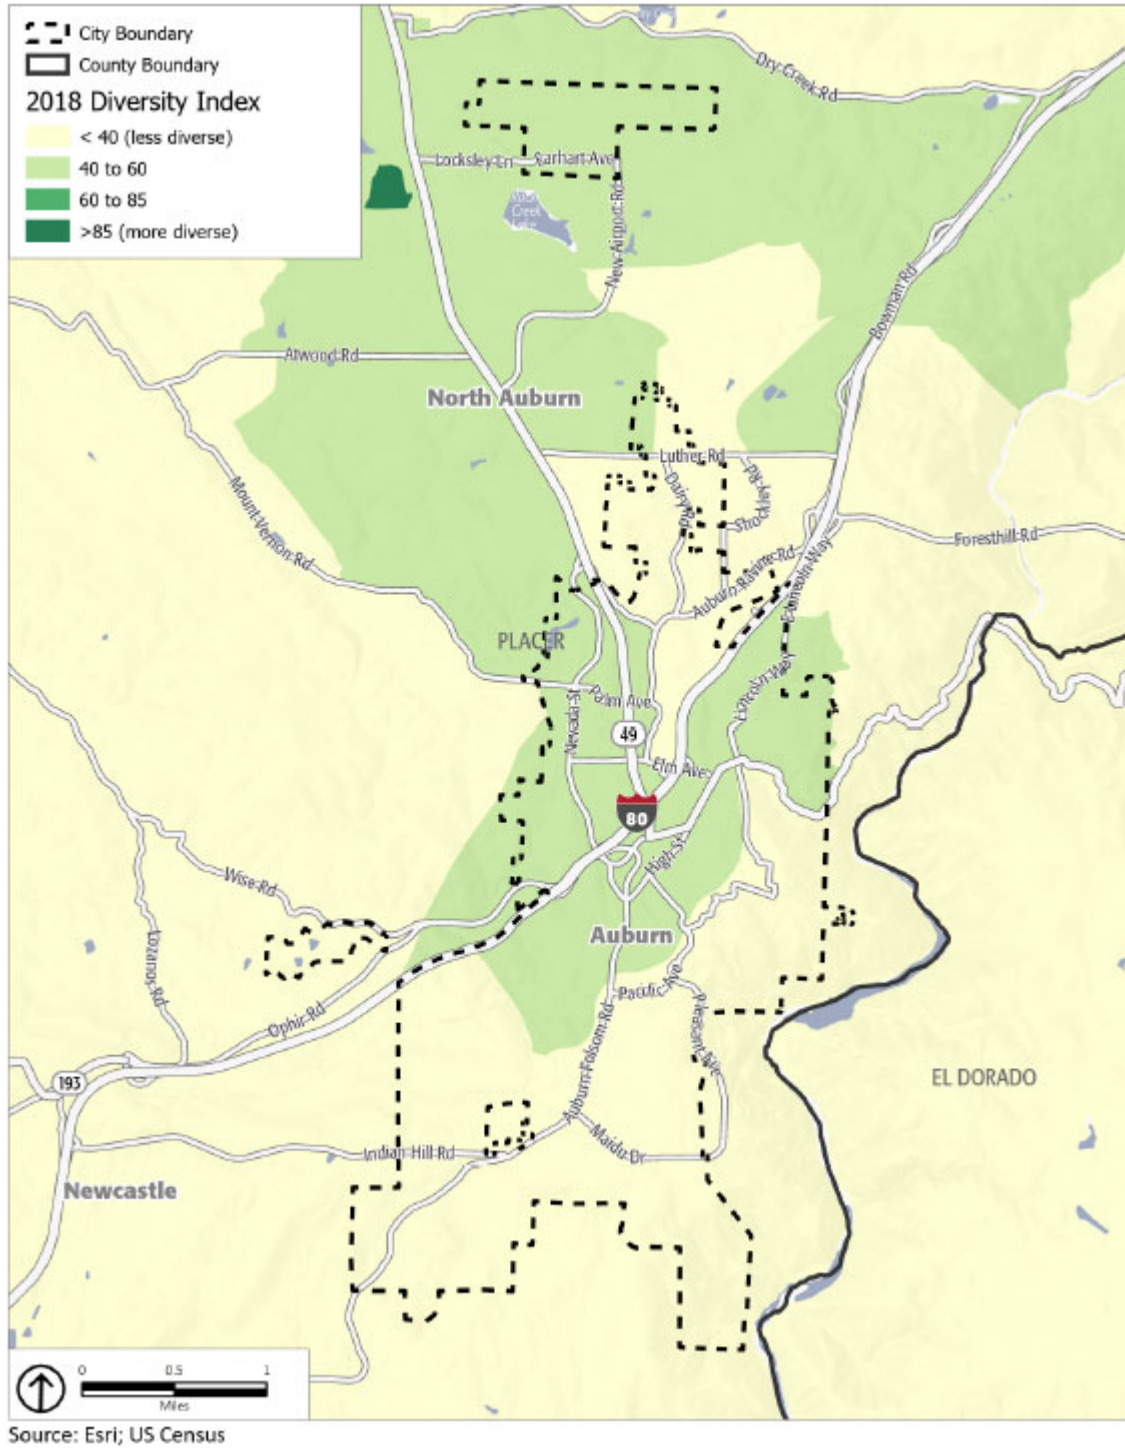 City Boundary
County Boundary
2018 Diversity Index
< 40 (less diverse)
40 to 60
60 to 85
>85 (more diverse)
Dry Creek Rd
Locksley Ln
Earhart Ave
Creek
New Airport Rd
Bowman Rd
Atwood Rd
North Auburn
Luther Rd
Dairy Rd
Shockley Rd
Mount Vernon Rd
Foresthill Rd
Auburn Ravine Rd
E Lincoln Way
PLACER
Lincoln Way
Palm Ave
Nevada St
49
Elm Ave
80
High St
Wise Rd
Auburn
Lozanos Rd
Pacific Ave
Pleasant Ave
Ophir Rd
Auburn Folsom Rd
EL DORADO
193
Maidu Dr
Indian Hill Rd
Newcastle
0 0.5 1
Miles
Source: Esri; US Census